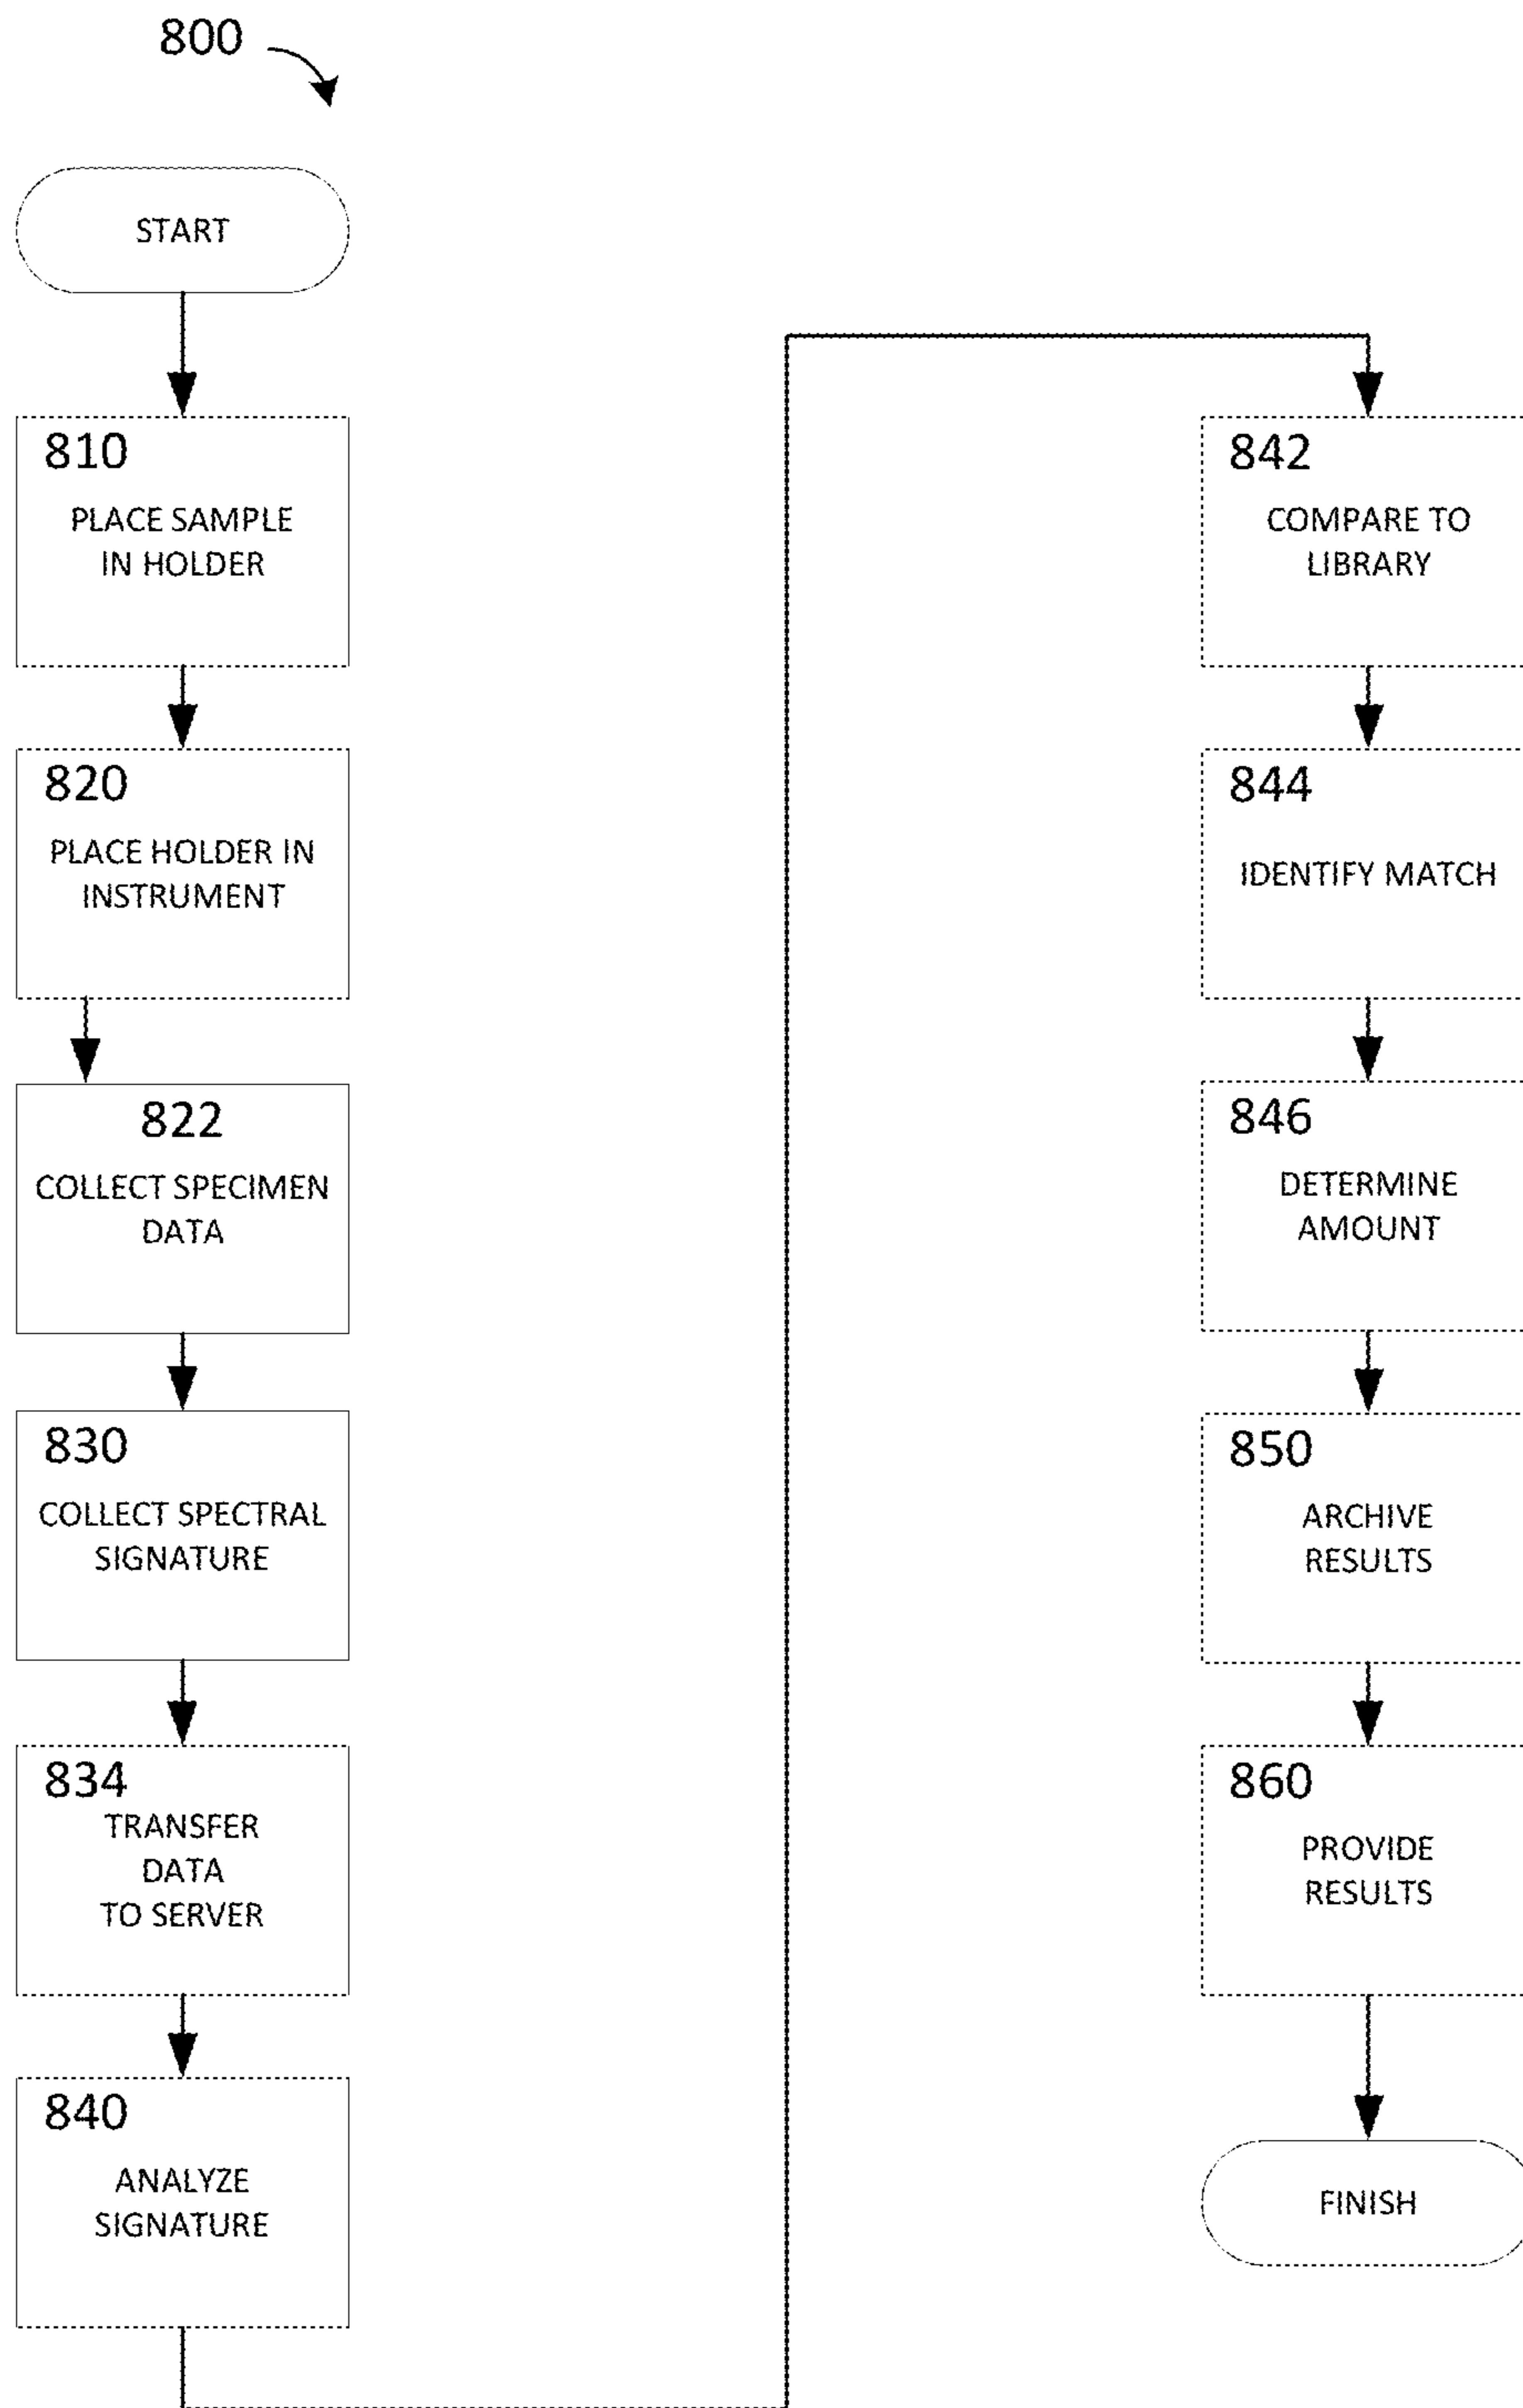 800
START
810
PLACE SAMPLE
IN HOLDER
820
PLACE HOLDER IN
INSTRUMENT
822
COLLECT SPECIMEN
DATA
830
COLLECT SPECTRAL
SIGNATURE
834
TRANSFER
DATA
TO SERVER
840
ANALYZE
SIGNATURE
842
COMPARE TO
LIBRARY
844
IDENTIFY MATCH
846
DETERMINE
AMOUNT
850
ARCHIVE
RESULTS
860
PROVIDE
RESULTS
FINISH